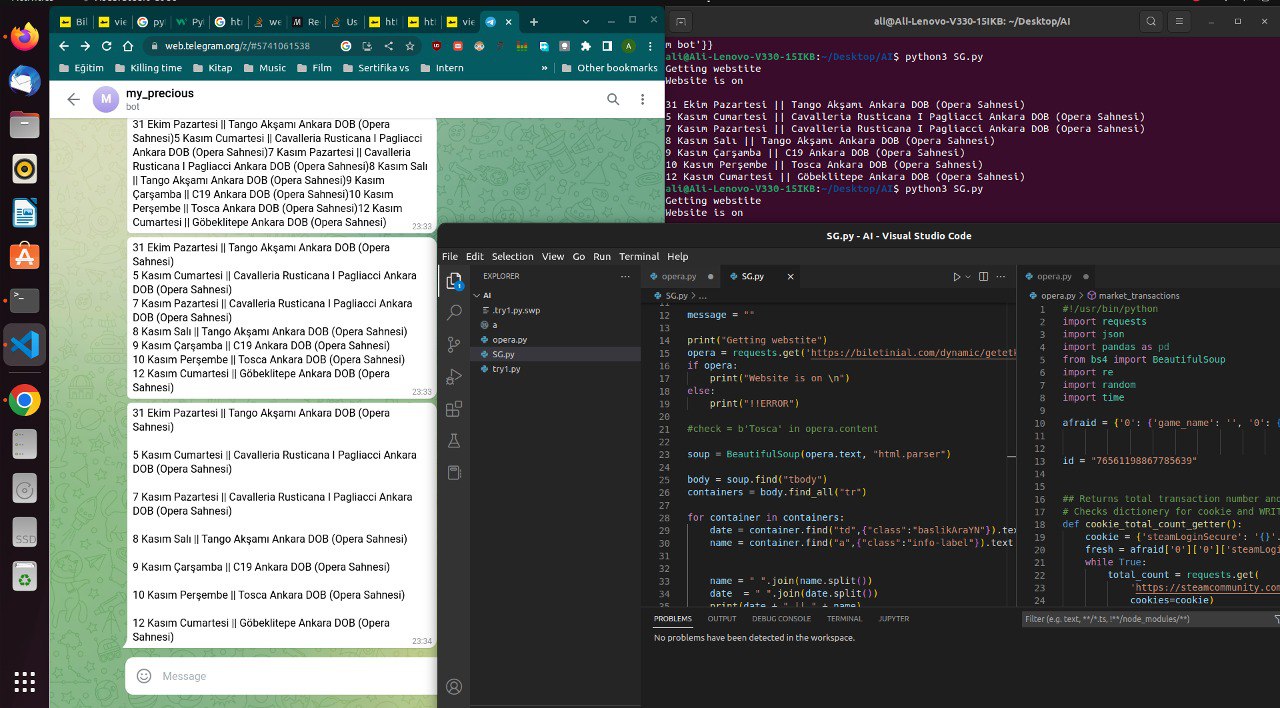 Bil
vie
py
Py
htt
we
Re
Us
htt
htt
vie
web.telegram.org/z/#5741061538
Eğitim
Killing time
Kitap
Music
Film
Sertifika vs
Intern
»
Other bookmarks
M
my_precious
bot
31 Ekim Pazartesi || Tango Akşamı Ankara DOB (Opera
Sahnesi)5 Kasım Cumartesi || Cavalleria Rusticana I Pagliacci
Ankara DOB (Opera Sahnesi)7 Kasım Pazartesi || Cavalleria
Rusticana I Pagliacci Ankara DOB (Opera Sahnesi)8 Kasım Salı
|| Tango Akşamı Ankara DOB (Opera Sahnesi)9 Kasım
Çarşamba || C19 Ankara DOB (Opera Sahnesi)10 Kasım
Perşembe || Tosca Ankara DOB (Opera Sahnesi)12 Kasım
Cumartesi || Göbeklitepe Ankara DOB (Opera Sahnesi)
23:33
31 Ekim Pazartesi || Tango Akşamı Ankara DOB (Opera
Sahnesi)
5 Kasım Cumartesi || Cavalleria Rusticana I Pagliacci Ankara
DOB (Opera Sahnesi)
7 Kasım Pazartesi || Cavalleria Rusticana I Pagliacci Ankara
DOB (Opera Sahnesi)
8 Kasım Salı || Tango Akşamı Ankara DOB (Opera Sahnesi)
9 Kasım Çarşamba || C19 Ankara DOB (Opera Sahnesi)
10 Kasım Perşembe || Tosca Ankara DOB (Opera Sahnesi)
12 Kasım Cumartesi || Göbeklitepe Ankara DOB (Opera
Sahnesi)
23:33
31 Ekim Pazartesi || Tango Akşamı Ankara DOB (Opera
Sahnesi)
5 Kasım Cumartesi || Cavalleria Rusticana I Pagliacci Ankara
DOB (Opera Sahnesi)
7 Kasım Pazartesi || Cavalleria Rusticana I Pagliacci Ankara
DOB (Opera Sahnesi)
8 Kasım Salı || Tango Akşamı Ankara DOB (Opera Sahnesi)
9 Kasım Çarşamba || C19 Ankara DOB (Opera Sahnesi)
10 Kasım Perşembe || Tosca Ankara DOB (Opera Sahnesi)
12 Kasım Cumartesi || Göbeklitepe Ankara DOB (Opera
Sahnesi)
23:34
Message
SSD
ali@Ali-Lenovo-V330-15IKB: ~/Desktop/AI
m bot'}}
ali@Ali-Lenovo-V330-15IKB:~/Desktop/AI$ python3 SG.py
Getting webstite
Website is on
31 Ekim Pazartesi || Tango Akşamı Ankara DOB (Opera Sahnesi)
5 Kasım Cumartesi || Cavalleria Rusticana I Pagliacci Ankara DOB (Opera Sahnesi)
7 Kasım Pazartesi || Cavalleria Rusticana I Pagliacci Ankara DOB (Opera Sahnesi)
8 Kasım Salı || Tango Akşamı Ankara DOB (Opera Sahnesi)
9 Kasım Çarşamba || C19 Ankara DOB (Opera Sahnesi)
10 Kasım Perşembe || Tosca Ankara DOB (Opera Sahnesi)
12 Kasım Cumartesi || Göbeklitepe Ankara DOB (Opera Sahnesi)
ali@Ali-Lenovo-V330-15IKB:~/Desktop/AI$ python3 SG.py
Getting webstite
Website is on
SG.py - AI - Visual Studio Code
File Edit Selection View Go Run Terminal Help
EXPLORER
AI
.try1.py.swp
a
opera.py
SG.py
try1.py
opera.py
SG.py
SG.py > ...
11
12 message = ""
13
14 print("Getting webstite")
15 opera = requests.get('https://biletinial.com/dynamic/getet
16 if opera:
17 print("Website is on \n")
18 else:
19 print("!!ERROR")
20
21 #check = b'Tosca' in opera.content
22
23 soup = BeautifulSoup(opera.text, "html.parser")
24
25 body = soup.find("tbody")
26 containers = body.find_all("tr")
27
28 for container in containers:
29 date = container.find("td",{"class":"baslikAraYN"}).tex
30 name = container.find("a",{"class":"info-label"}).text
31
32
33 name = " ".join(name.split())
34 date = " ".join(date.split())
35 print(date + " || " + name)
opera.py
opera.py > market_transactions
1 #!/usr/bin/python
2 import requests
3 import json
4 import pandas as pd
5 from bs4 import BeautifulSoup
6 import re
7 import random
8 import time
9
10 afraid = {'0': {'game_name': '', '0': {
11
12
13 id = "76561198867785639"
14
15
16 ## Returns total transaction number and
17 # Checks dictionery for cookie and WRIT
18 def cookie_total_count_getter():
19 cookie = {'steamLoginSecure': '{}'.
20 fresh = afraid['0']['0']['steamLogi
21 while True:
22 total_count = requests.get(
23 'https://steamcommunity.com
24 cookies=cookie)
PROBLEMS OUTPUT DEBUG CONSOLE TERMINAL JUPYTER
Filter (e.g. text, **/*.ts, !**/node_modules/**)
No problems have been detected in the workspace.